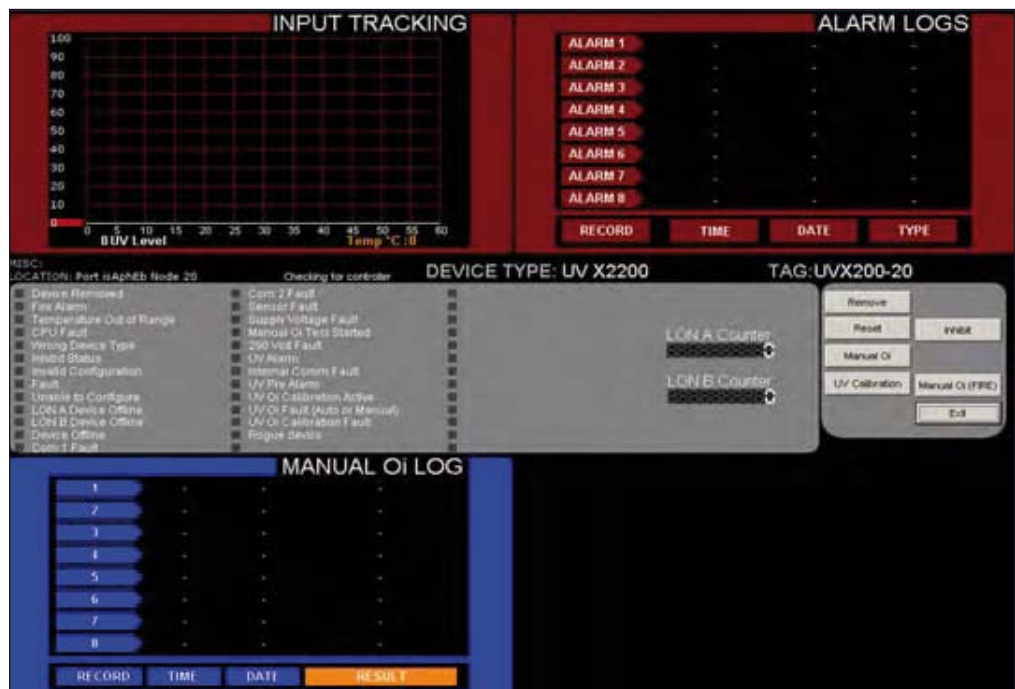 INPUT TRACKING
100
90
80
70
60
50
40
30
20
10
0
0 5 10 15 20 25 30 35 40 45 50 55 60
0 UV Level Temp °C : 0
ALARM LOGS
ALARM 1 - - -
ALARM 2 - - -
ALARM 3 - - -
ALARM 4 - - -
ALARM 5 - - -
ALARM 6 - - -
ALARM 7 - - -
ALARM 8 - - -
RECORD TIME DATE TYPE
MISC:
LOCATION: Port isAphEb Node 20 Checking for controller DEVICE TYPE: UV X2200 TAG:UVX200-20
Device Removed
Fire Alarm
Temperature Out of Range
CPU Fault
Wrong Device Type
Inhibit Status
Invalid Configuration
Fault
Unable to Configure
LON A Device Offline
LON B Device Offline
Device Offline
Com 1 Fault
Com 2 Fault
Sensor Fault
Supply Voltage Fault
Manual Oi Test Started
290 Volt Fault
UV Alarm
Internal Comm Fault
UV Pre Alarm
UV Oi Calibration Active
UV Oi Fault (Auto or Manual)
UV Oi Calibration Fault
Rogue device
LON A Counter
LON B Counter
Remove
Reset
Inhibit
Manual Oi
UV Calibration
Manual Oi (FIRE)
Exit
MANUAL Oi LOG
1 - - -
2 - - -
3 - - -
4 - - -
5 - - -
6 - - -
7 - - -
8 - - -
RECORD TIME DATE RESULT